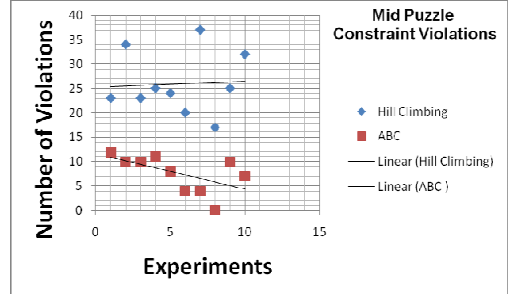 Mid Puzzle
Constraint Violations
Number of Violations
40
35
30
25
20
15
10
5
0
0 5 10 15
Experiments
Hill Climbing
ABC
Linear (Hill Climbing)
Linear (ABC )